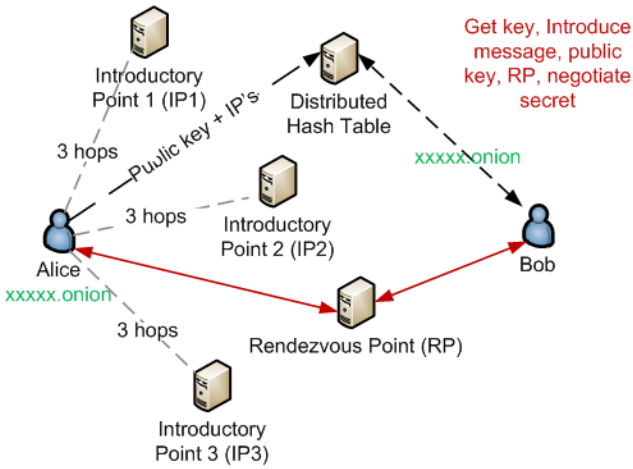 Get key, Introduce
message, public
key, RP, negotiate
secret
Introductory
Point 1 (IP1)
Distributed
Hash Table
3 hops
Public key + IP's
xxxxx.onion
3 hops
Introductory
Point 2 (IP2)
Alice
Bob
xxxxx.onion
3 hops
Rendezvous Point (RP)
Introductory
Point 3 (IP3)